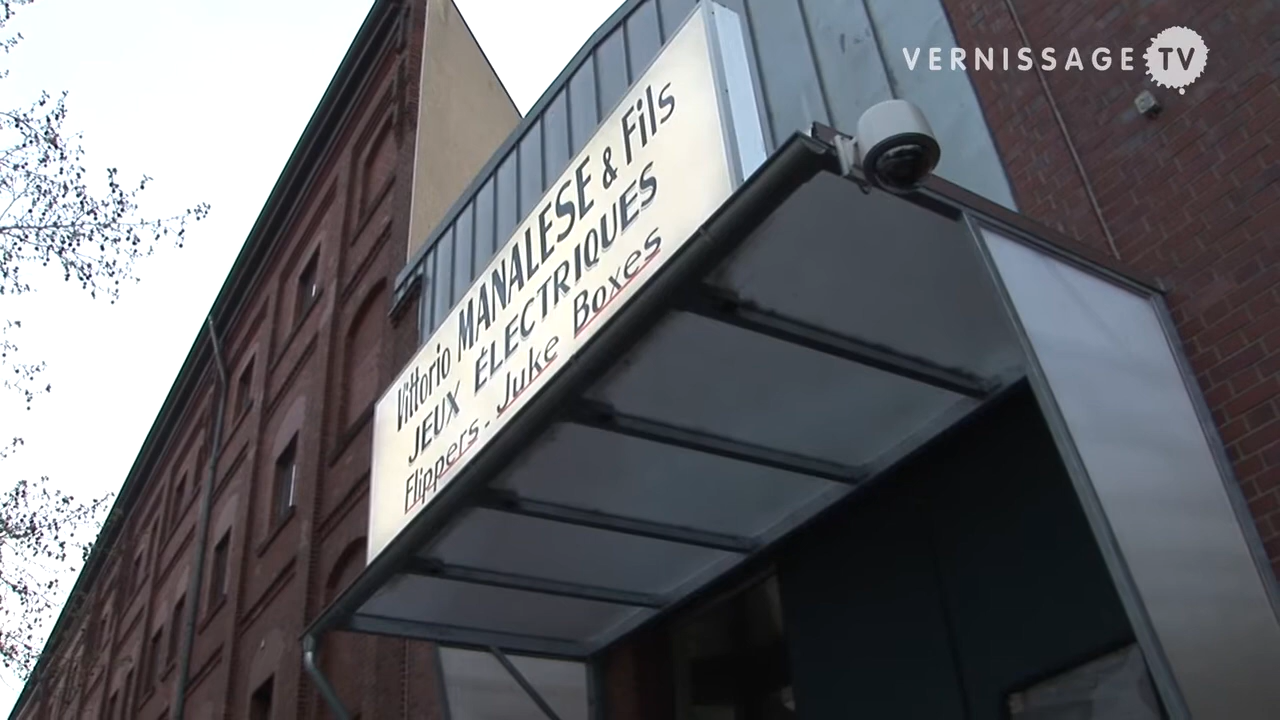 VERNISSAGE TV
Vittorio MANALESE & Fils
JEUX ÉLECTRIQUES
Flippers. Juke Boxes